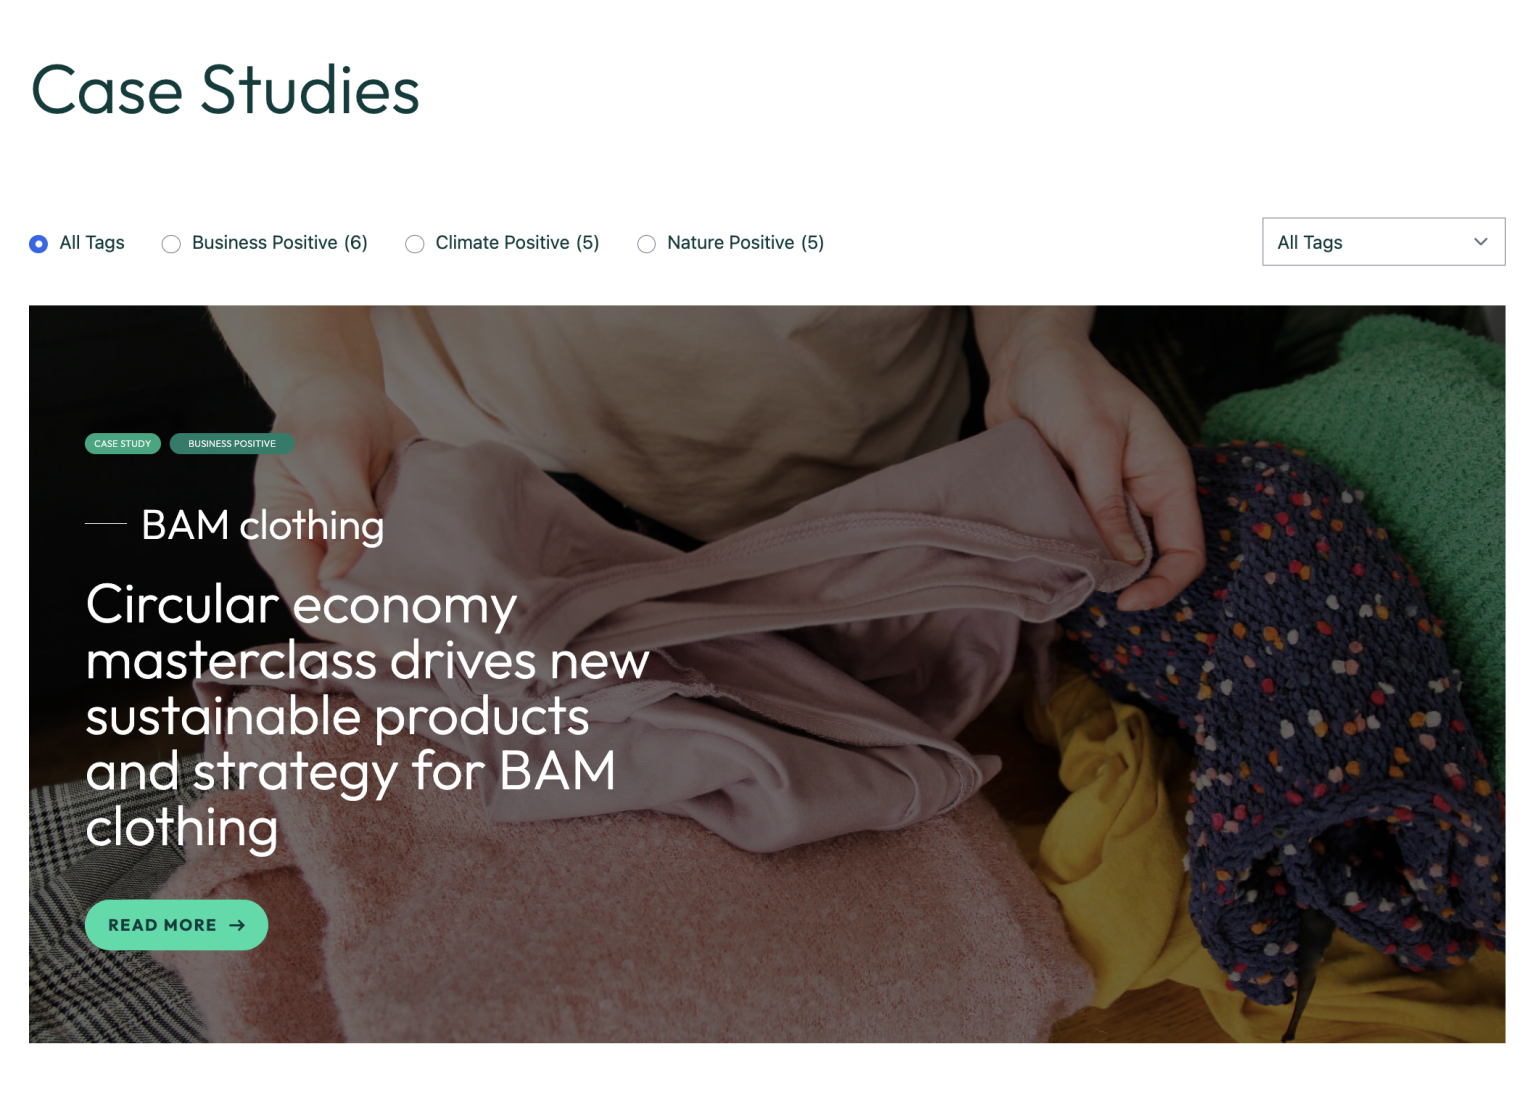 Case Studies
All Tags
Business Positive (6)
Climate Positive (5)
Nature Positive (5)
All Tags
CASE STUDY
BUSINESS POSITIVE
BAM clothing
Circular economy
masterclass drives new
sustainable products
and strategy for BAM
clothing
READ MORE →